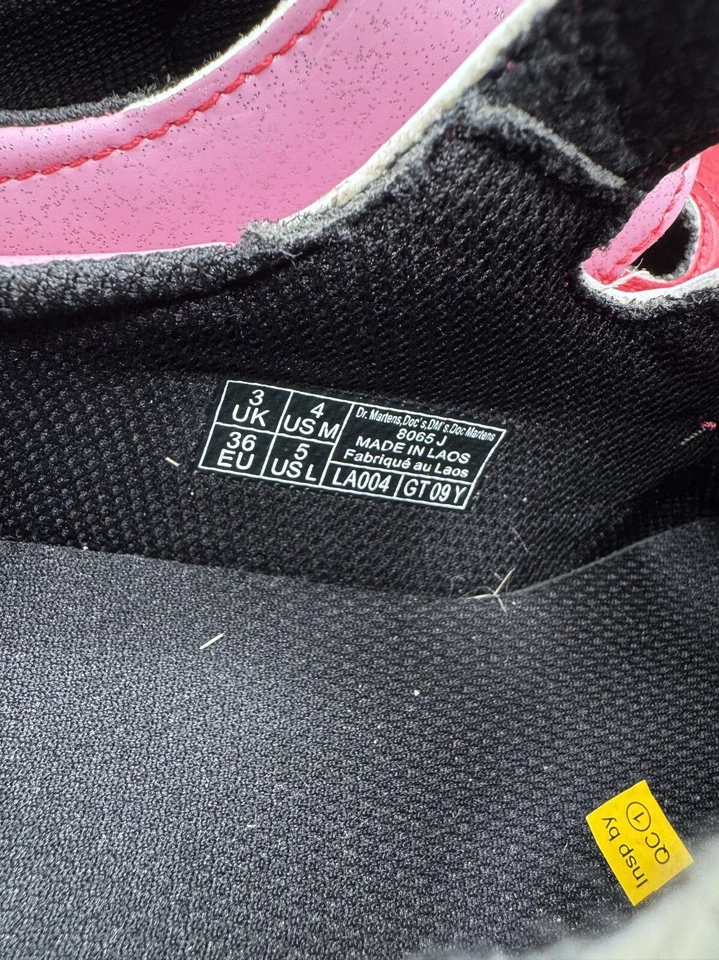 3
UK
4
US M
36
EU
5
US L
Dr. Martens,Doc's,DM's.Doc Martens
8065 J
MADE IN LAOS
Fabriqué au Laos
LA004
GT 09 Y
Insp by
QC 1